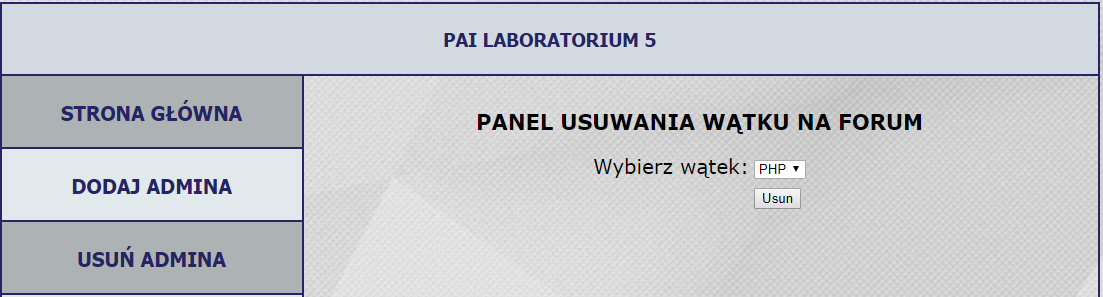 PAI LABORATORIUM 5
STRONA GŁÓWNA
DODAJ ADMINA
USUŃ ADMINA
PANEL USUWANIA WĄTKU NA FORUM
Wybierz wątek: PHP
Usun